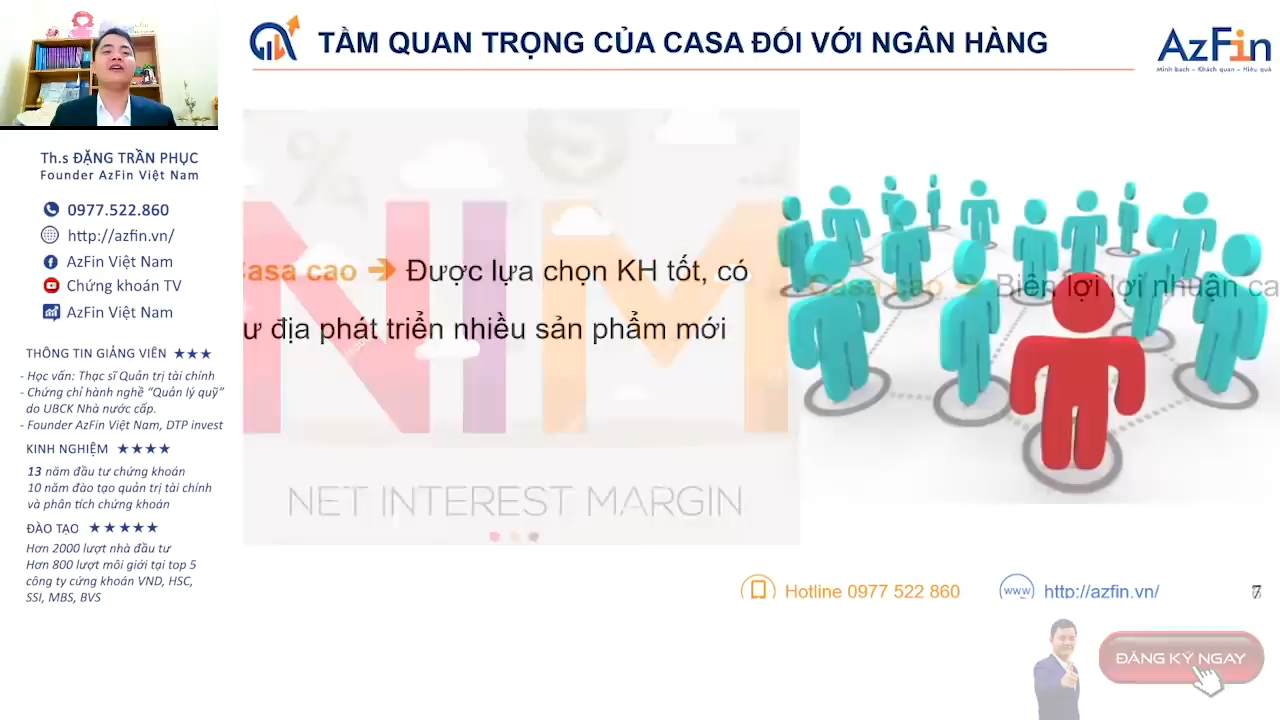 TẦM QUAN TRỌNG CỦA CASA ĐỐI VỚI NGÂN HÀNG
AzFin
Minh bạch – Khách quan – Hiệu quả
Th.s ĐẶNG TRẦN PHỤC
Founder AzFin Việt Nam
0977.522.860
http://azfin.vn/
AzFin Việt Nam
Chứng khoán TV
AzFin Việt Nam
THÔNG TIN GIẢNG VIÊN ★★★
- Học vấn: Thạc sĩ Quản trị tài chính
- Chứng chỉ hành nghề “Quản lý quỹ”
do UBCK Nhà nước cấp.
- Founder AzFin Việt Nam, DTP invest
KINH NGHIỆM ★★★★
13 năm đầu tư chứng khoán
10 năm đào tạo quản trị tài chính
và phân tích chứng khoán
ĐÀO TẠO ★★★★★
Hơn 2000 lượt nhà đầu tư
Hơn 800 lượt môi giới tại top 5
công ty cứng khoán VND, HSC,
SSI, MBS, BVS
Casa cao ➔ Được lựa chọn KH tốt, có
ư địa phát triển nhiều sản phẩm mới
Casa cao ➔ Biên lợi lợi nhuận ca
NIM
NET INTEREST MARGIN
Hotline 0977 522 860
www http://azfin.vn/
ĐĂNG KÝ NGAY